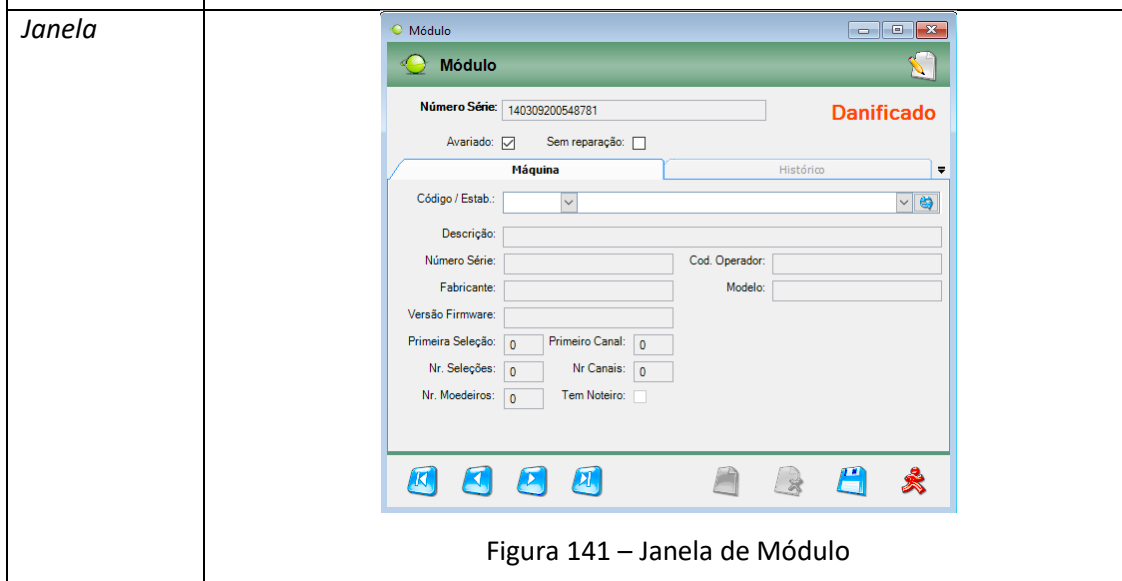 Janela
Módulo
Módulo
Número Série: 140309200548781
Danificado
Avariado: Sem reparação:
Máquina Histórico
Código / Estab.:
Descrição:
Número Série: Cod. Operador:
Fabricante: Modelo:
Versão Firmware:
Primeira Seleção: 0 Primeiro Canal: 0
Nr. Seleções: 0 Nr Canais: 0
Nr. Moedeiros: 0 Tem Noteiro:
Figura 141 – Janela de Módulo